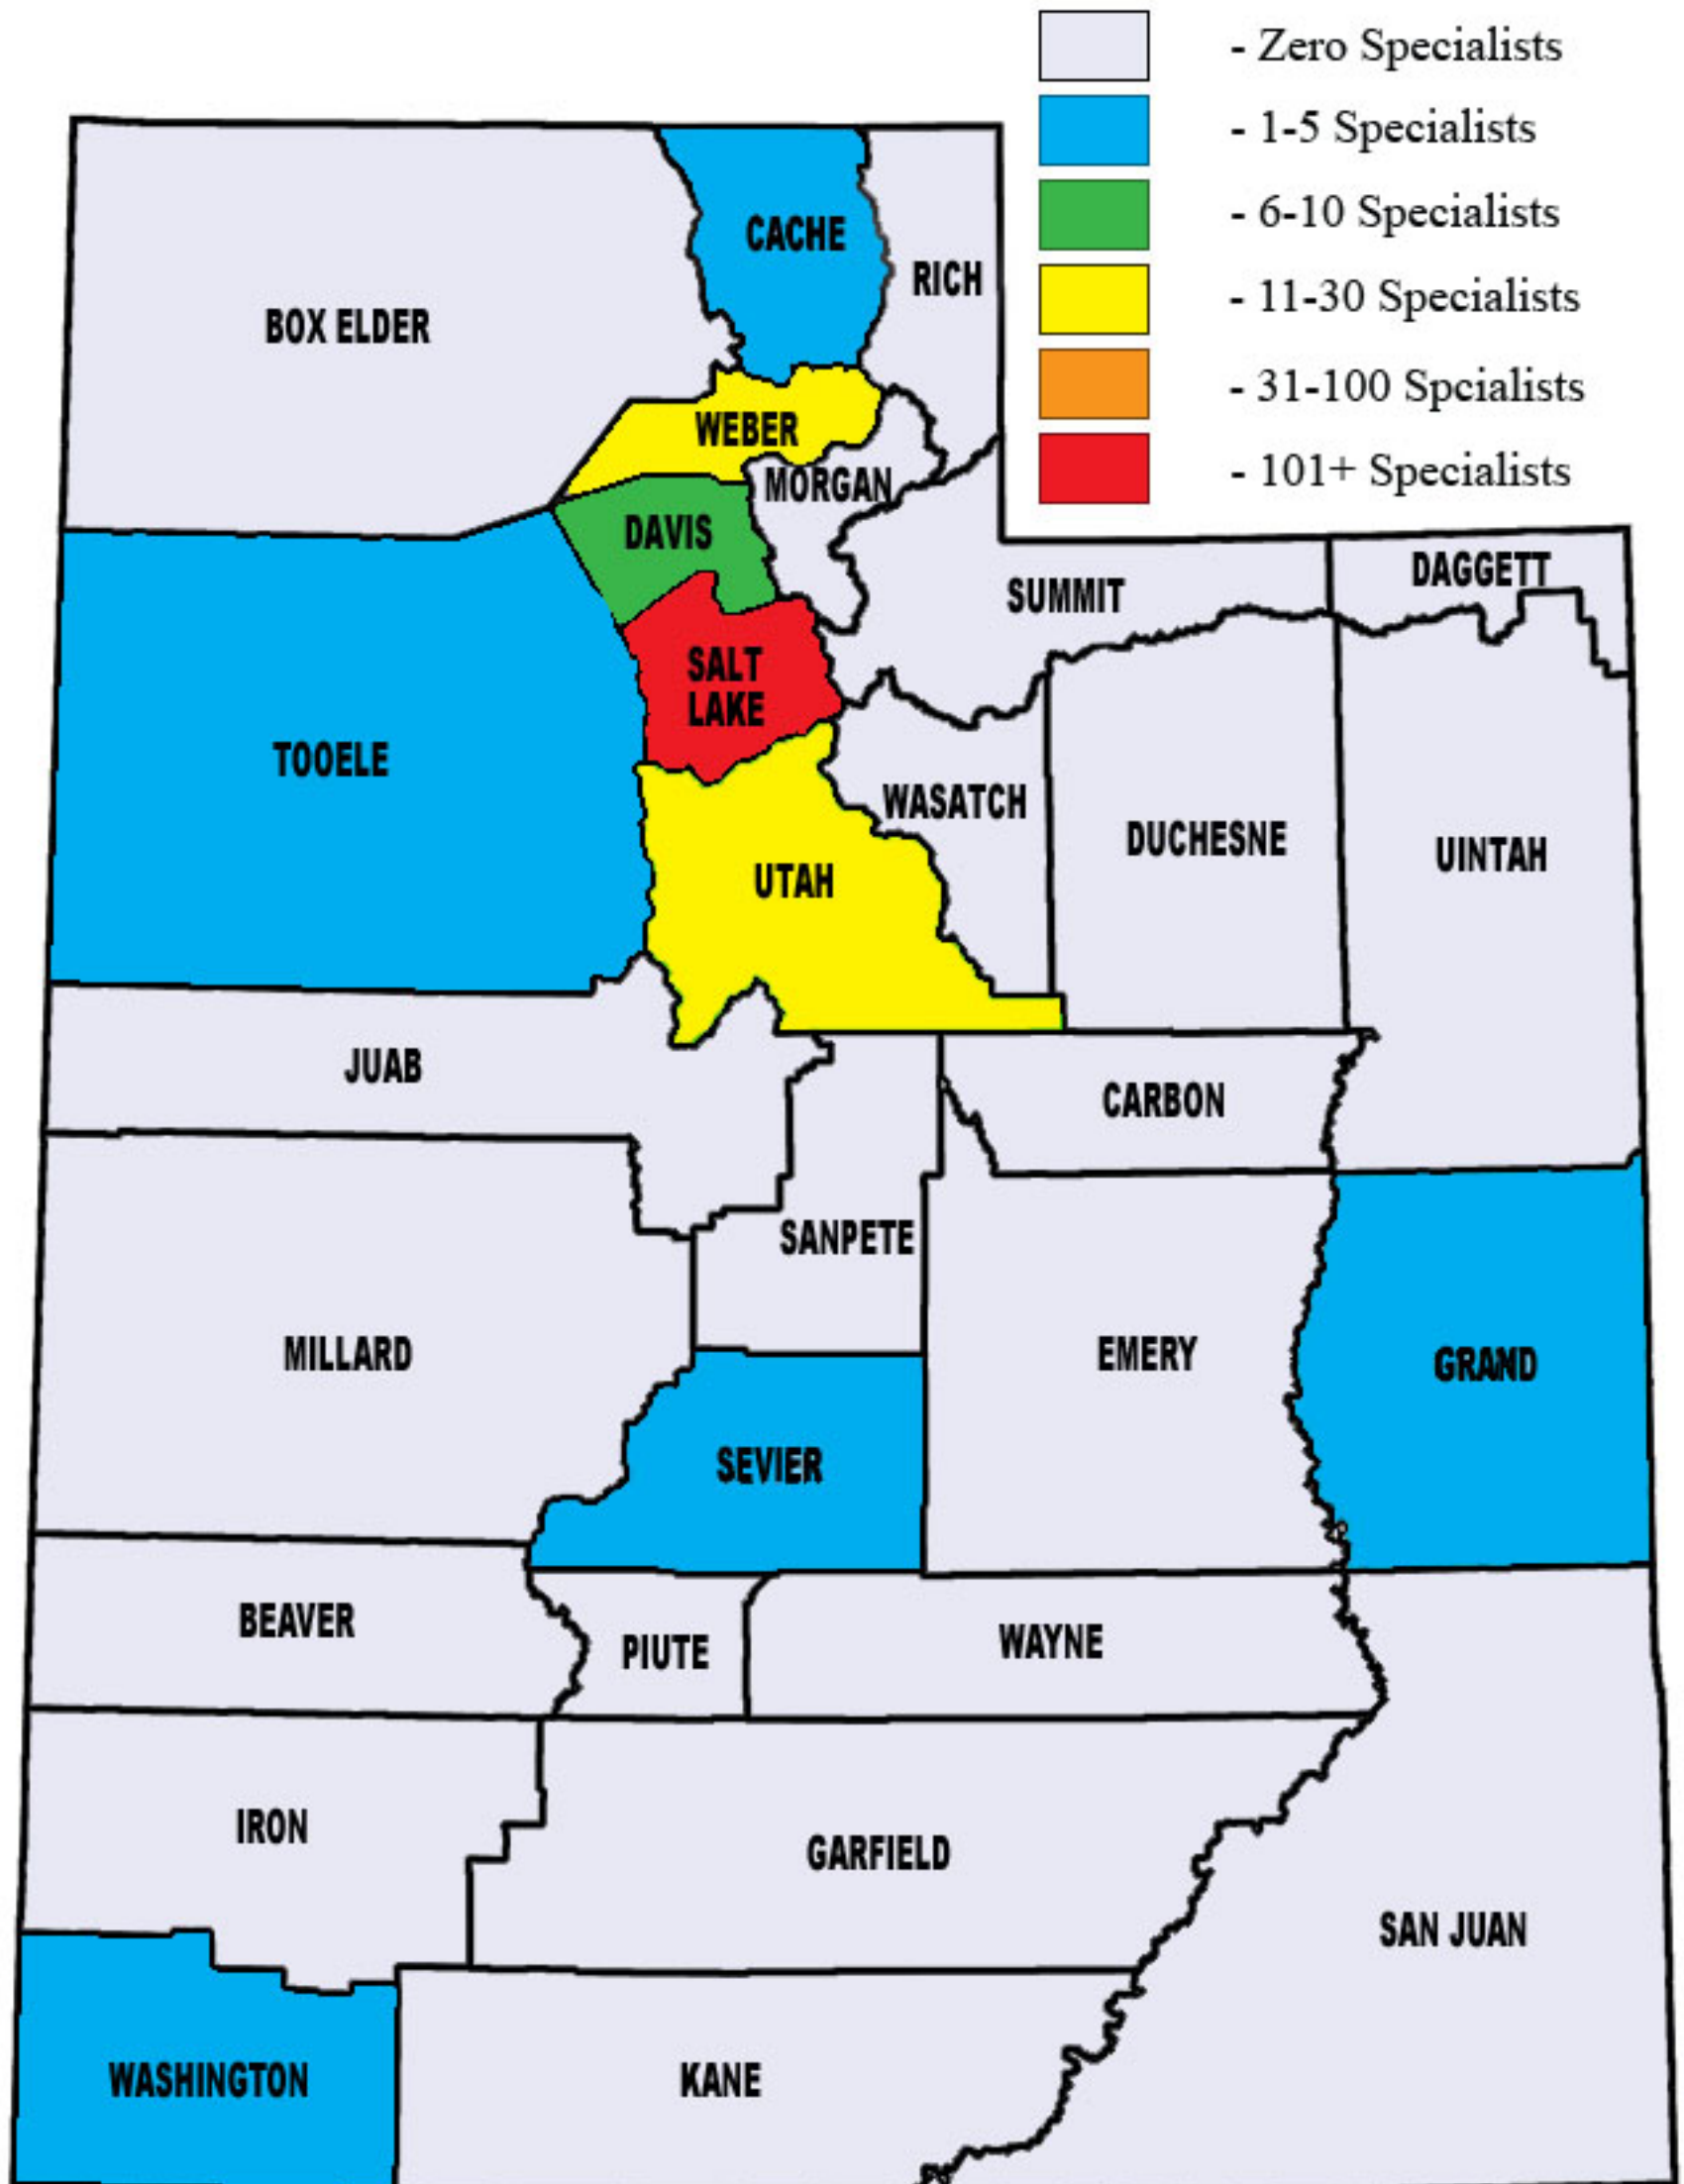 - Zero Specialists
- 1-5 Specialists
- 6-10 Specialists
- 11-30 Specialists
- 31-100 Spcialists
- 101+ Specialists
CACHE
RICH
BOX ELDER
WEBER
MORGAN
DAVIS
DAGGETT
SUMMIT
SALT
LAKE
TOOELE
WASATCH
DUCHESNE
UINTAH
UTAH
JUAB
CARBON
SANPETE
MILLARD
EMERY
GRAND
SEVIER
BEAVER
PIUTE
WAYNE
IRON
GARFIELD
SAN JUAN
WASHINGTON
KANE